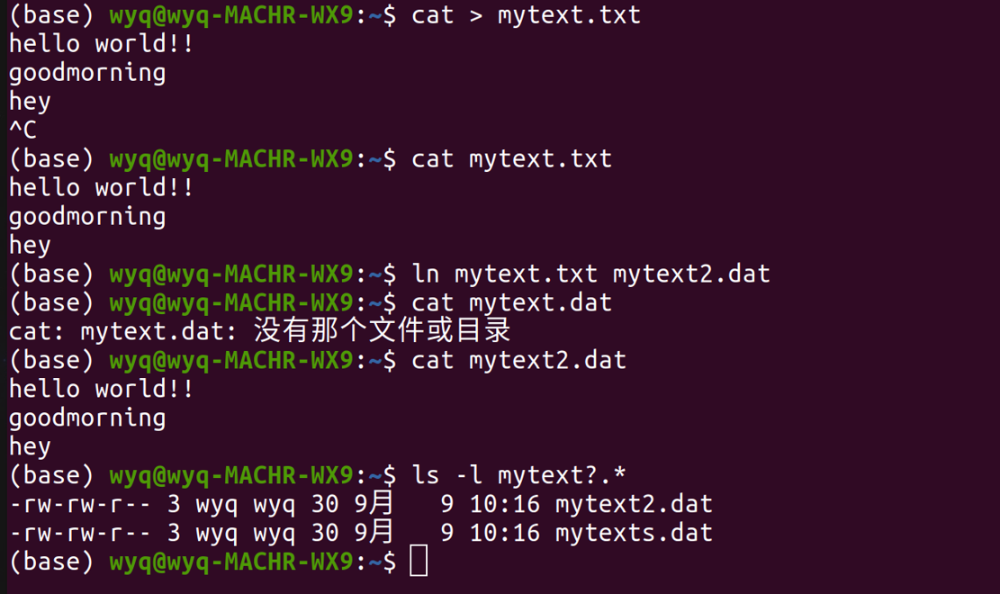 (base) wyq@wyq-MACHR-WX9:~$ cat > mytext.txt
hello world!!
goodmorning
hey
^C
(base) wyq@wyq-MACHR-WX9:~$ cat mytext.txt
hello world!!
goodmorning
hey
(base) wyq@wyq-MACHR-WX9:~$ ln mytext.txt mytext2.dat
(base) wyq@wyq-MACHR-WX9:~$ cat mytext.dat
cat: mytext.dat: 没有那个文件或目录
(base) wyq@wyq-MACHR-WX9:~$ cat mytext2.dat
hello world!!
goodmorning
hey
(base) wyq@wyq-MACHR-WX9:~$ ls -l mytext?.*
-rw-rw-r-- 3 wyq wyq 30 9月   9 10:16 mytext2.dat
-rw-rw-r-- 3 wyq wyq 30 9月   9 10:16 mytexts.dat
(base) wyq@wyq-MACHR-WX9:~$